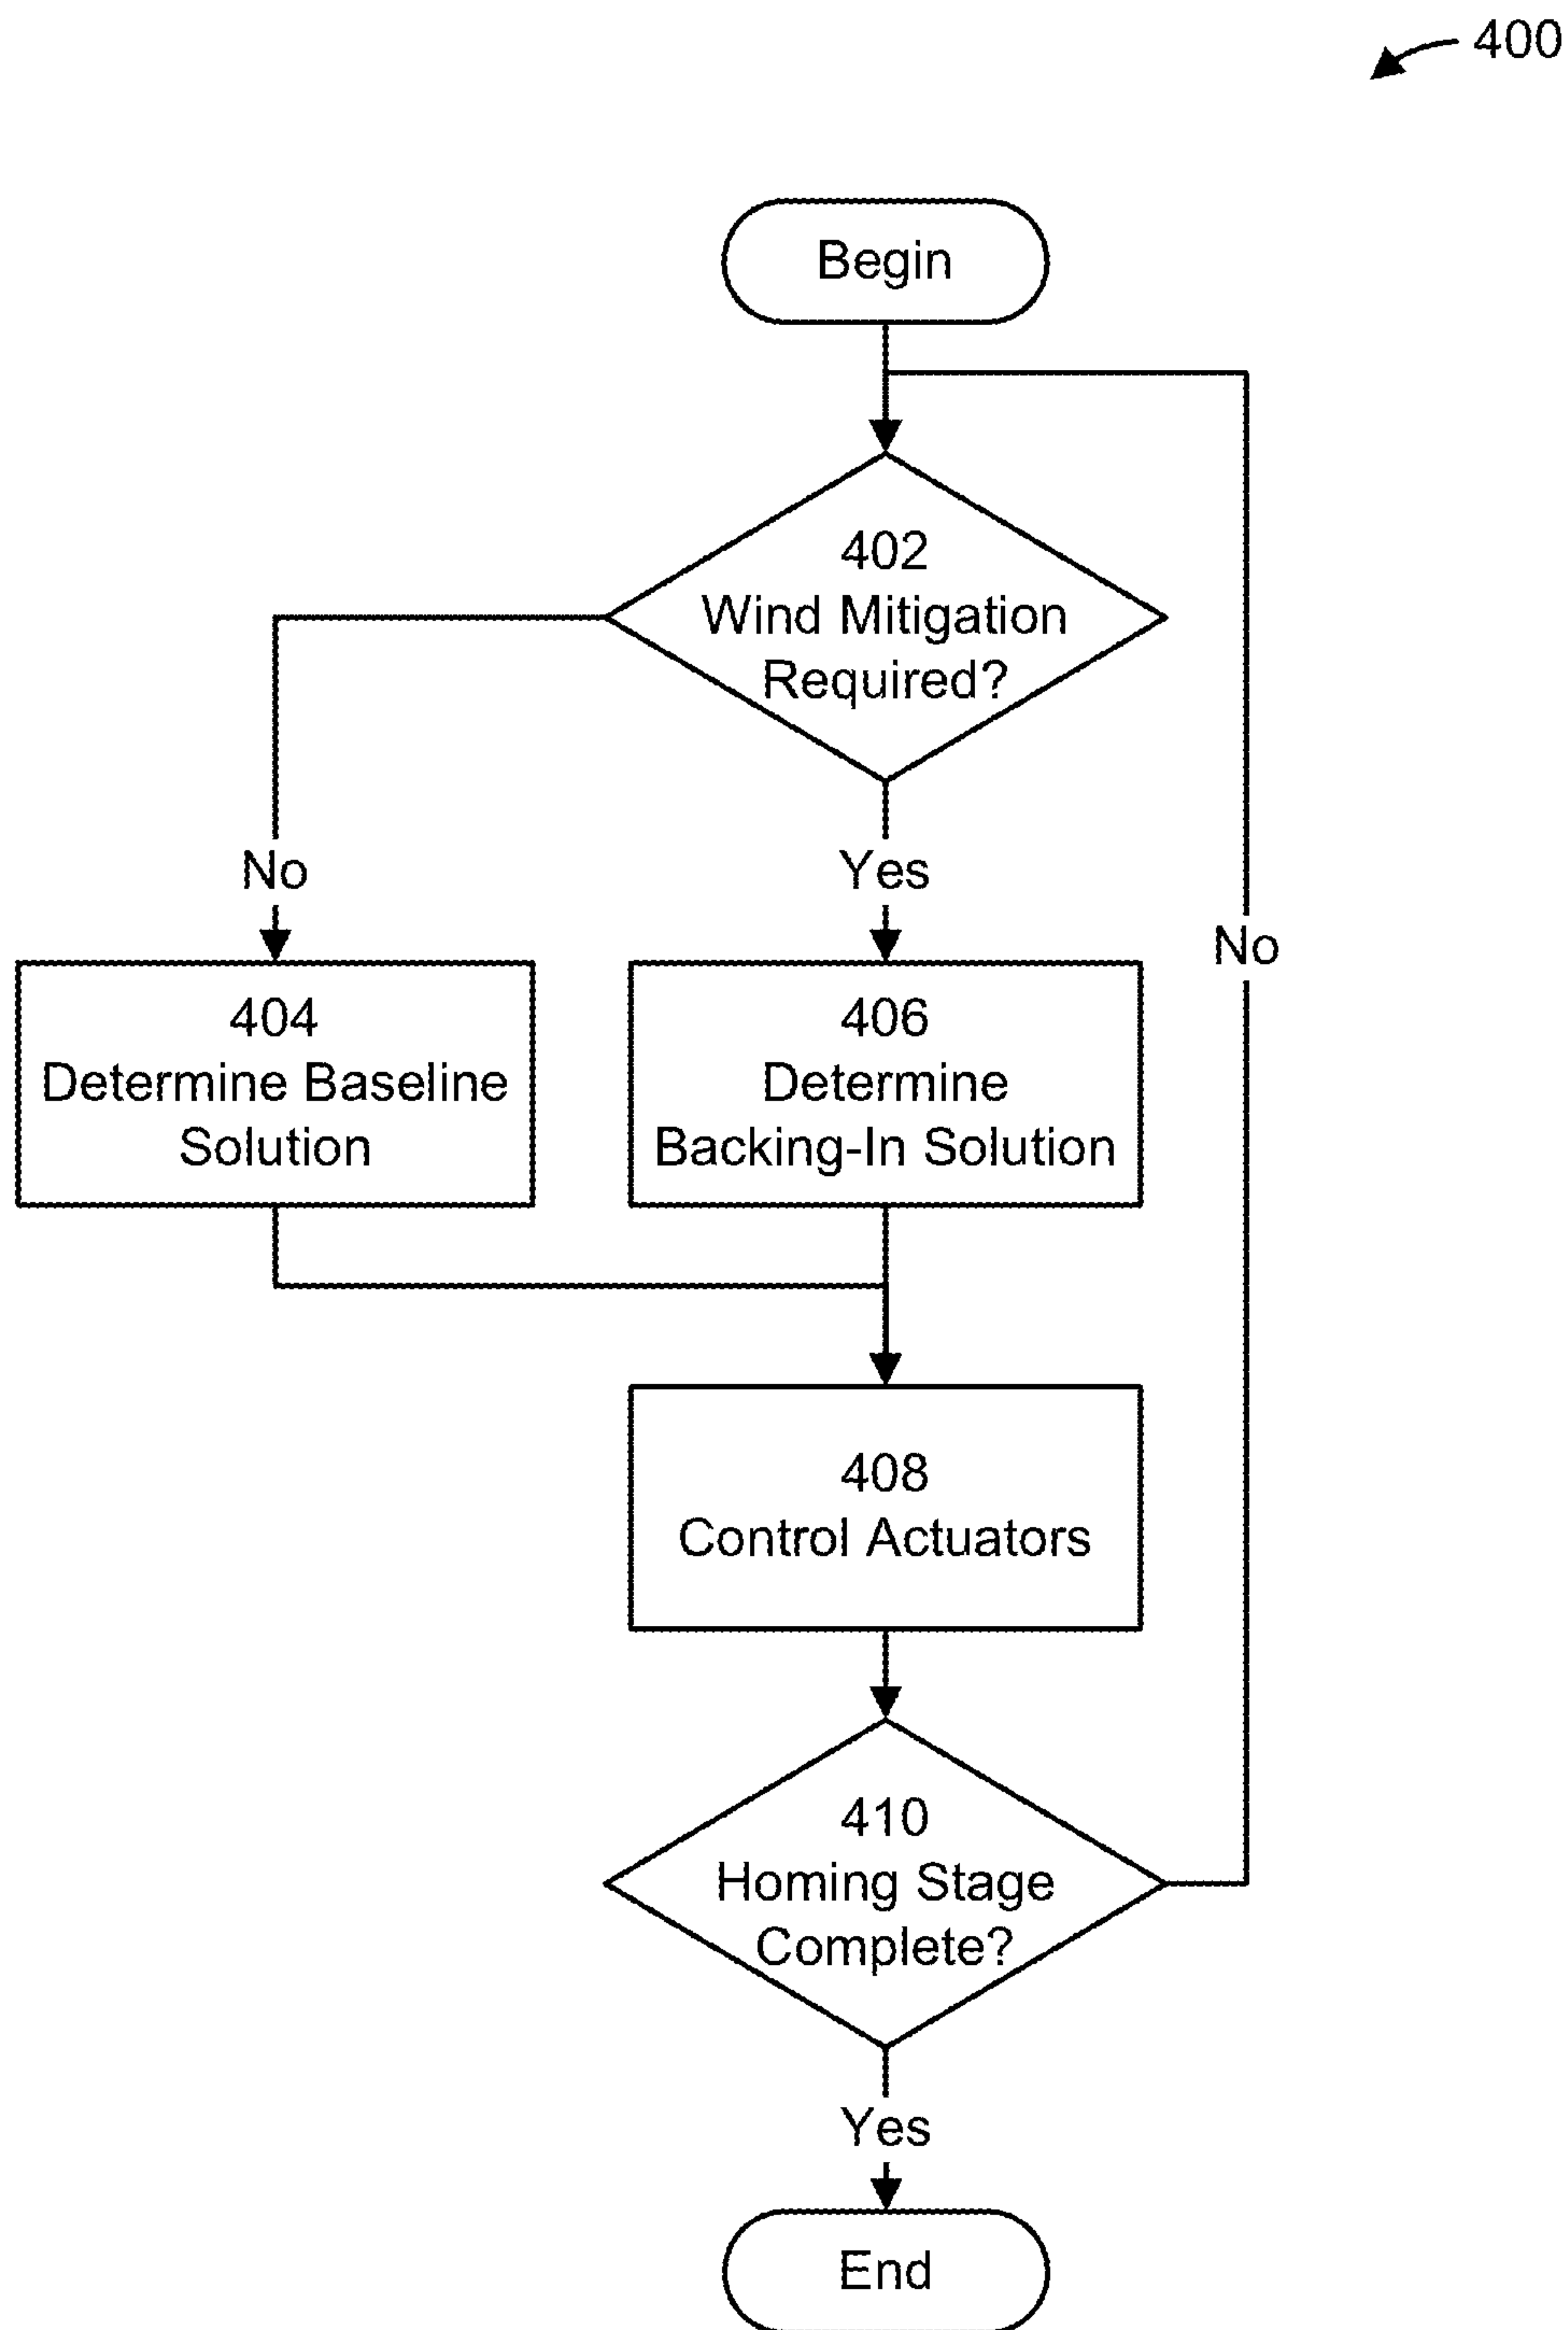 400
Begin
402
Wind Mitigation
Required?
No
Yes
No
404
Determine Baseline
Solution
406
Determine
Backing-In Solution
408
Control Actuators
410
Homing Stage
Complete?
Yes
End